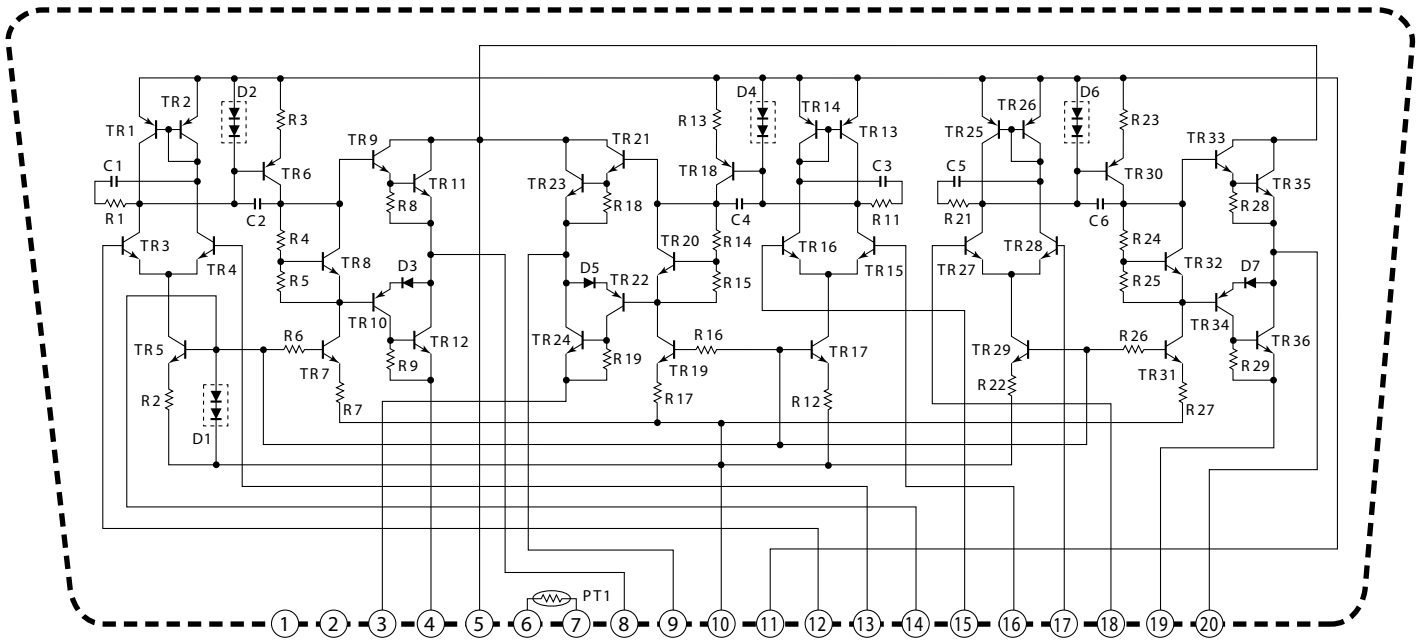 D2 D4 D6
TR2 TR14 TR26
TR1 R3 R13 TR13 TR25 R23
TR9 TR21 TR33
C1 TR6 TR11 TR23 TR18 C3 C5 TR30 TR35
R8 R18 R28
R1 C2 C4 R11 R21 C6
TR3 R4 TR20 R14 TR16 TR28 R24
TR4 TR8 TR15 TR27 TR32
R5 D3 D5 TR22 R15 R25 D7
TR10 TR34
TR5 R6 TR12 TR24 R16 TR17 TR29 R26 TR36
TR7 R9 R19 TR19 R22 TR31 R29
R2 R7 R17 R12 R27
D1
PT1
1 2 3 4 5 6 7 8 9 10 11 12 13 14 15 16 17 18 19 20